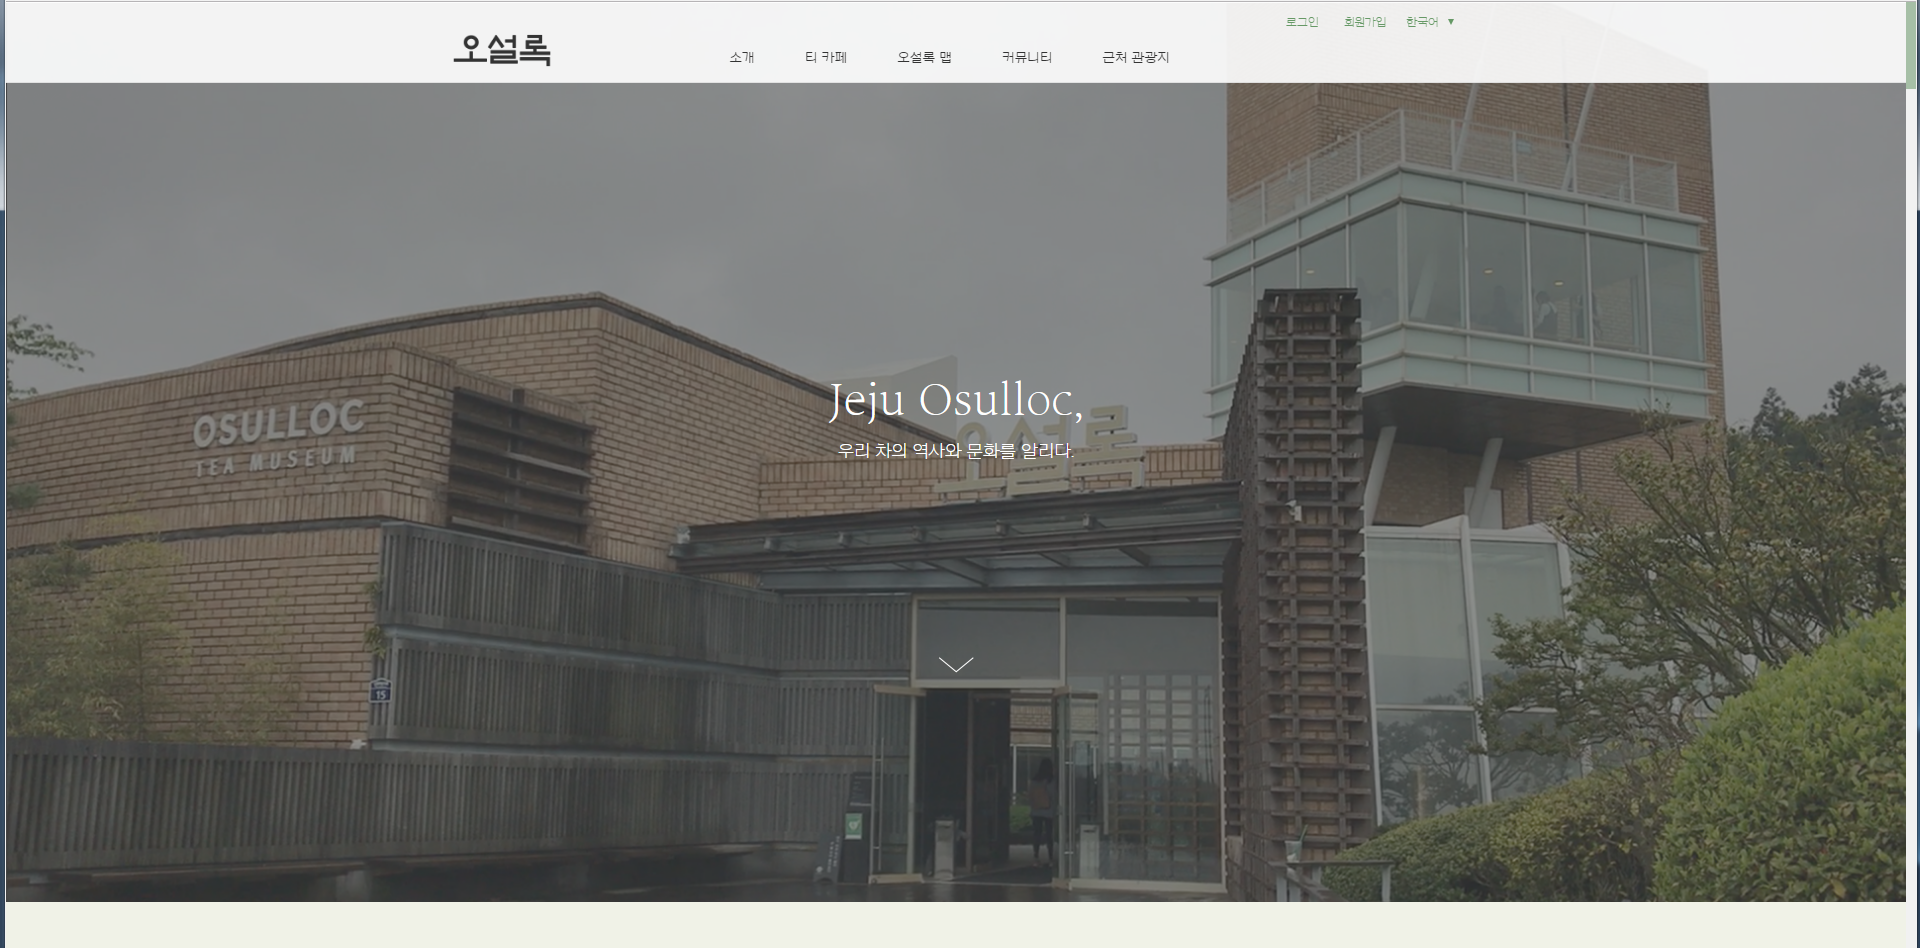 로그인 회원가입 한국어 ▼
오설록 소개 티 카페 오설록 맵 커뮤니티 근처 관광지
Jeju Osulloc,
우리 차의 역사와 문화를 알리다.
OSULLOC
TEA MUSEUM
오설록
15